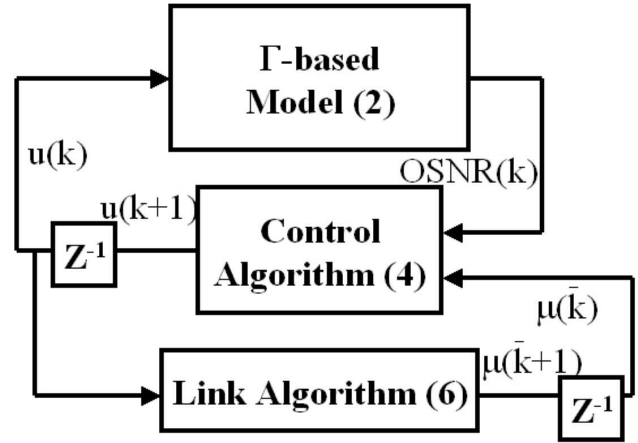 Γ-based
Model (2)
u(k)
OSNR(k)
u(k+1)
Z⁻¹
Control
Algorithm (4)
μ(k̄)
μ(k̄+1)
Link Algorithm (6)
Z⁻¹